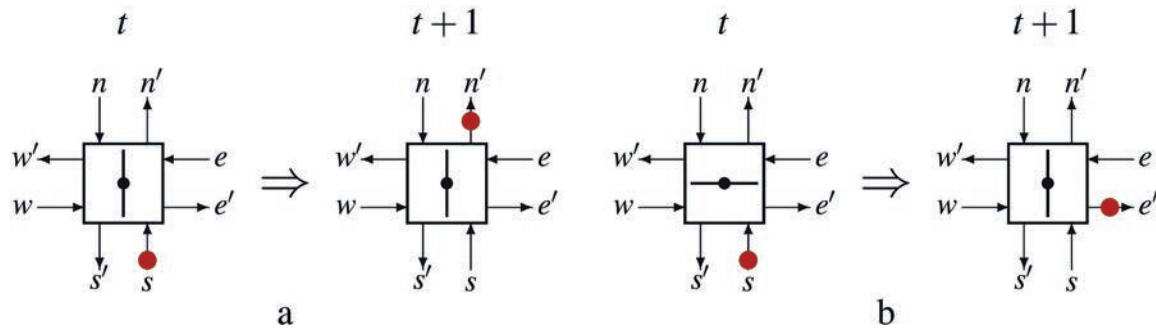 t t + 1 t t + 1
n n′ n n′ n n′ n n′
w′ e w′ e w′ e w′ e
⇒ ⇒
w e′ w e′ w e′ w e′
s′ s s′ s s′ s s′ s
a b